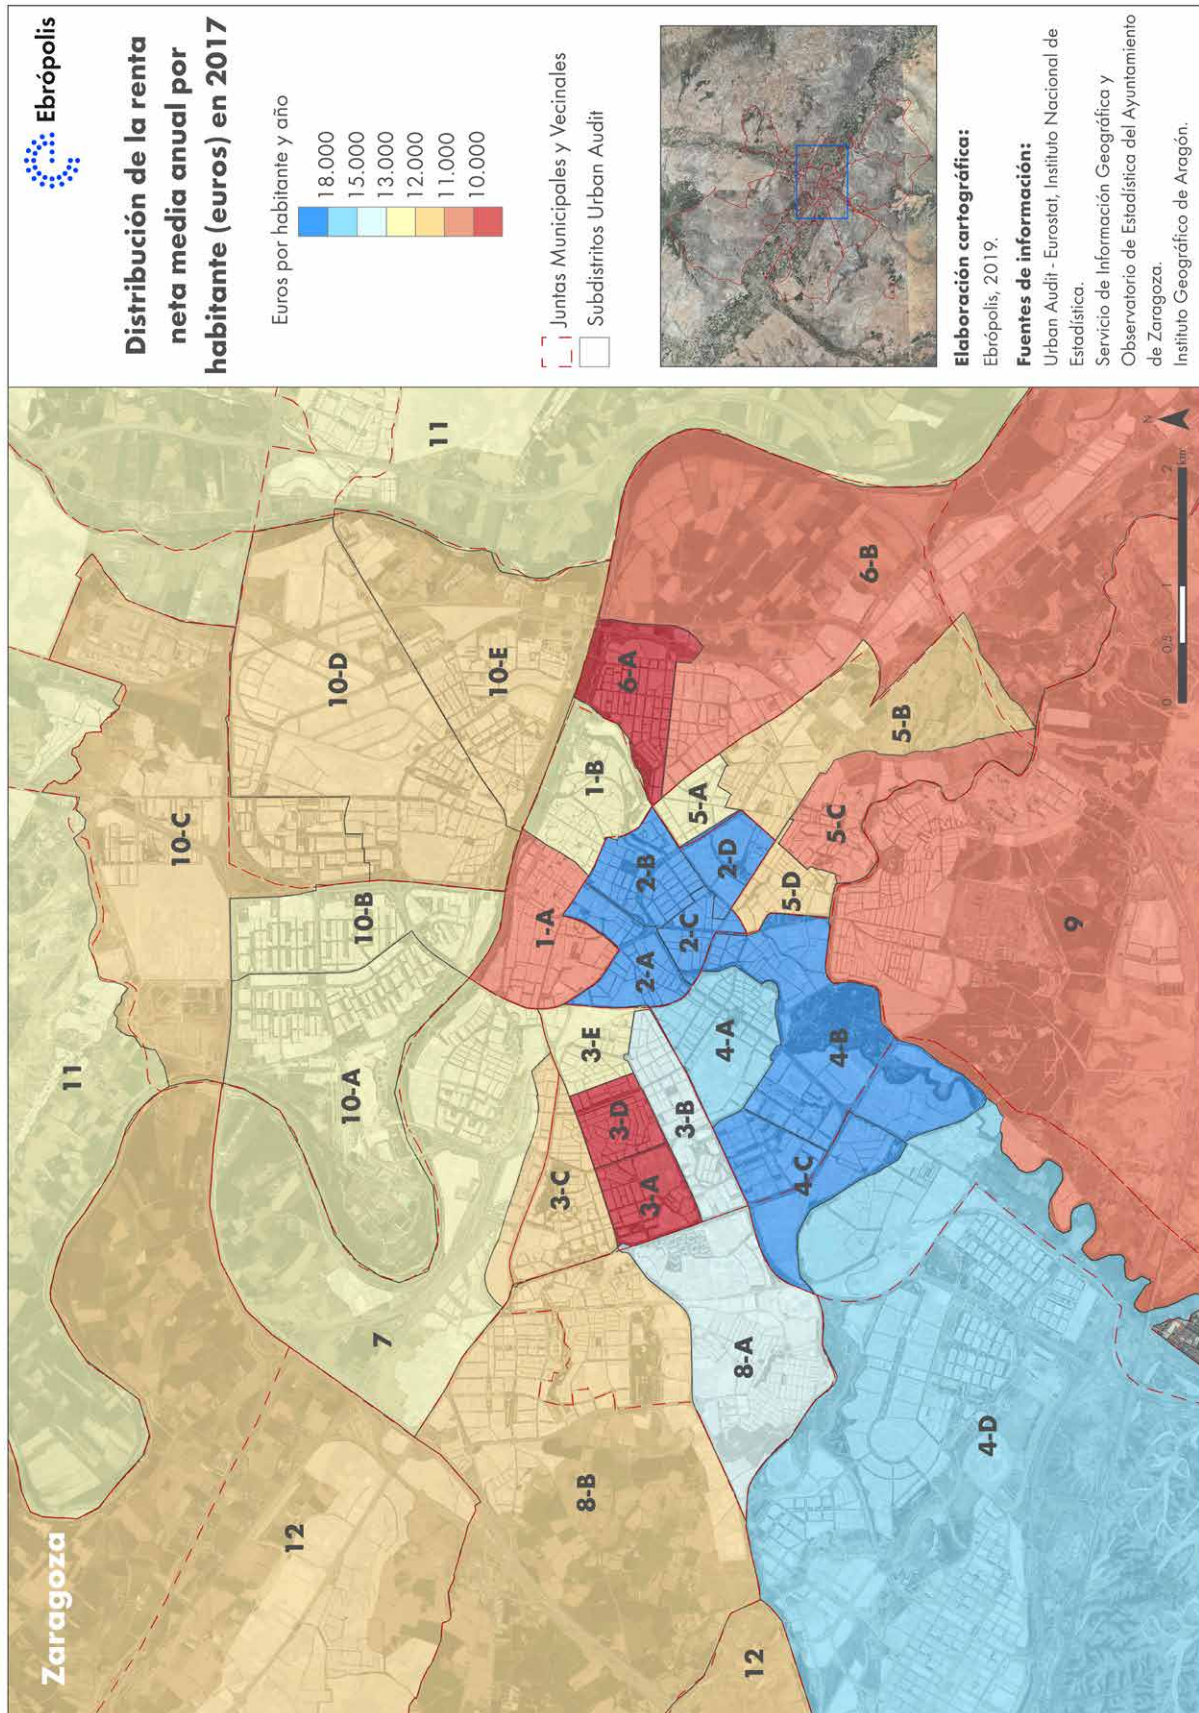 Zaragoza
Ebrópolis
Distribución de la renta
neta media anual por
habitante (euros) en 2017
Euros por habitante y año
18.000
15.000
13.000
12.000
11.000
10.000
Juntas Municipales y Vecinales
Subdistritos Urban Audit
Elaboración cartográfica:
Ebrópolis, 2019.
Fuentes de información:
Urban Audit - Eurostat, Instituto Nacional de
Estadística.
Servicio de Información Geográfica y
Observatorio de Estadística del Ayuntamiento
de Zaragoza.
Instituto Geográfico de Aragón.
11
11
10-C
12
10-D
10-B
10-A
7
10-E
1-A
1-B
3-E
3-C
3-D
3-A
3-B
8-B
8-A
6-A
2-B
2-A
2-C
2-D
5-A
4-A
5-D
5-C
5-B
6-B
4-B
4-C
12
4-D
9
N
0
0,5
1
2
km